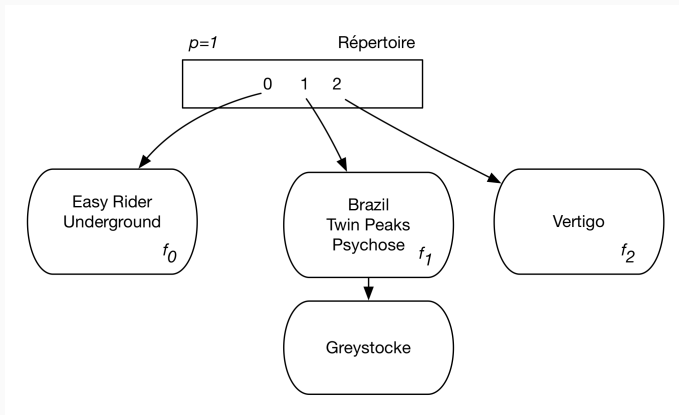 p=1 Répertoire
0 1 2
Easy Rider
Underground
f0
Brazil
Twin Peaks
Psychose
f1
Vertigo
f2
Greystocke